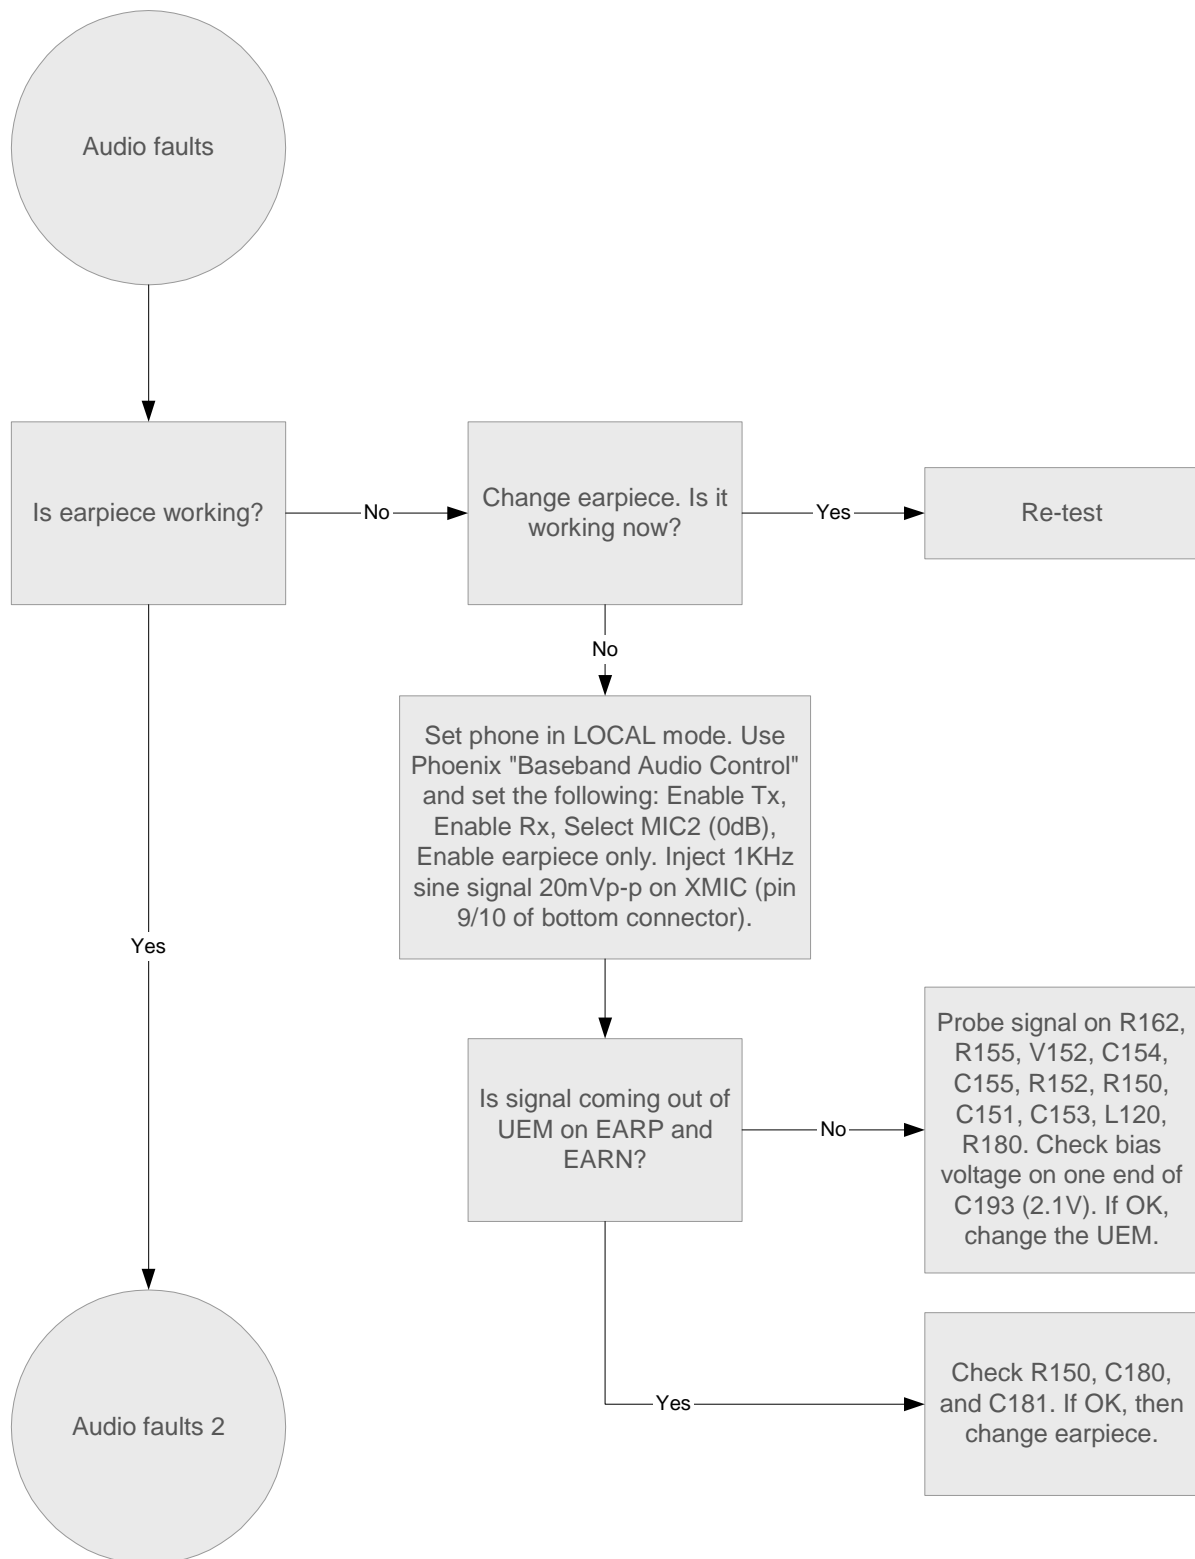 Audio faults
Is earpiece working?
No
Change earpiece. Is it
working now?
Yes
Re-test
No
Set phone in LOCAL mode. Use
Phoenix "Baseband Audio Control"
and set the following: Enable Tx,
Enable Rx, Select MIC2 (0dB),
Enable earpiece only. Inject 1KHz
sine signal 20mVp-p on XMIC (pin
9/10 of bottom connector).
Yes
Is signal coming out of
UEM on EARP and
EARN?
No
Probe signal on R162,
R155, V152, C154,
C155, R152, R150,
C151, C153, L120,
R180. Check bias
voltage on one end of
C193 (2.1V). If OK,
change the UEM.
Yes
Check R150, C180,
and C181. If OK, then
change earpiece.
Audio faults 2